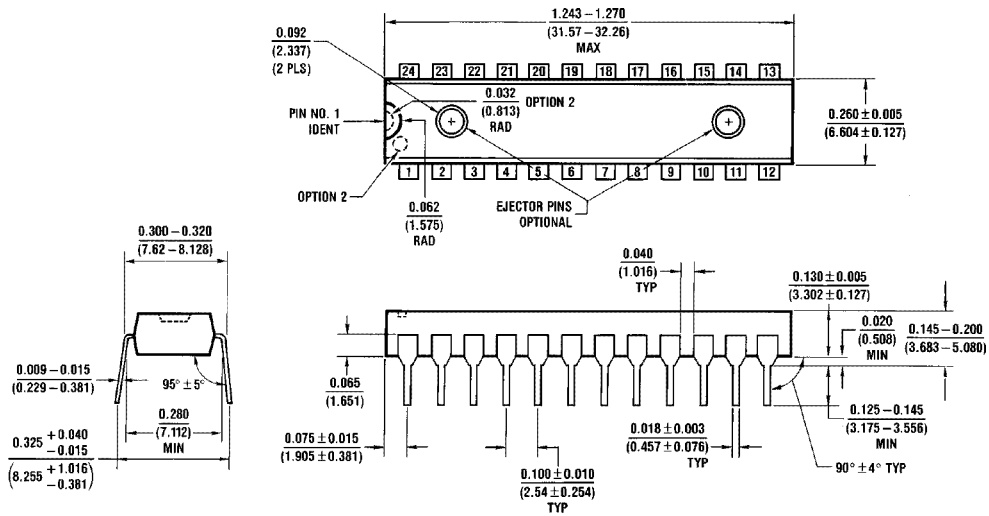 1.243 – 1.270
(31.57 – 32.26)
MAX
0.092
(2.337)
(2 PLS)
24 23 22 21 20 19 18 17 16 15 14 13
0.032
(0.813)
RAD
OPTION 2
PIN NO. 1
IDENT
0.260 ± 0.005
(6.604 ± 0.127)
1 2 3 4 5 6 7 8 9 10 11 12
OPTION 2
0.062
(1.575)
RAD
EJECTOR PINS
OPTIONAL
0.300 – 0.320
(7.62 – 8.128)
0.040
(1.016)
TYP
0.130 ± 0.005
(3.302 ± 0.127)
0.020
(0.508)
MIN
0.145 – 0.200
(3.683 – 5.080)
0.009 – 0.015
(0.229 – 0.381)
95° ± 5°
0.280
(7.112)
MIN
0.065
(1.651)
0.125 – 0.145
(3.175 – 3.556)
MIN
0.325 + 0.040 – 0.015
(8.255 + 1.016 – 0.381)
0.075 ± 0.015
(1.905 ± 0.381)
0.018 ± 0.003
(0.457 ± 0.076)
TYP
90° ± 4° TYP
0.100 ± 0.010
(2.54 ± 0.254)
TYP